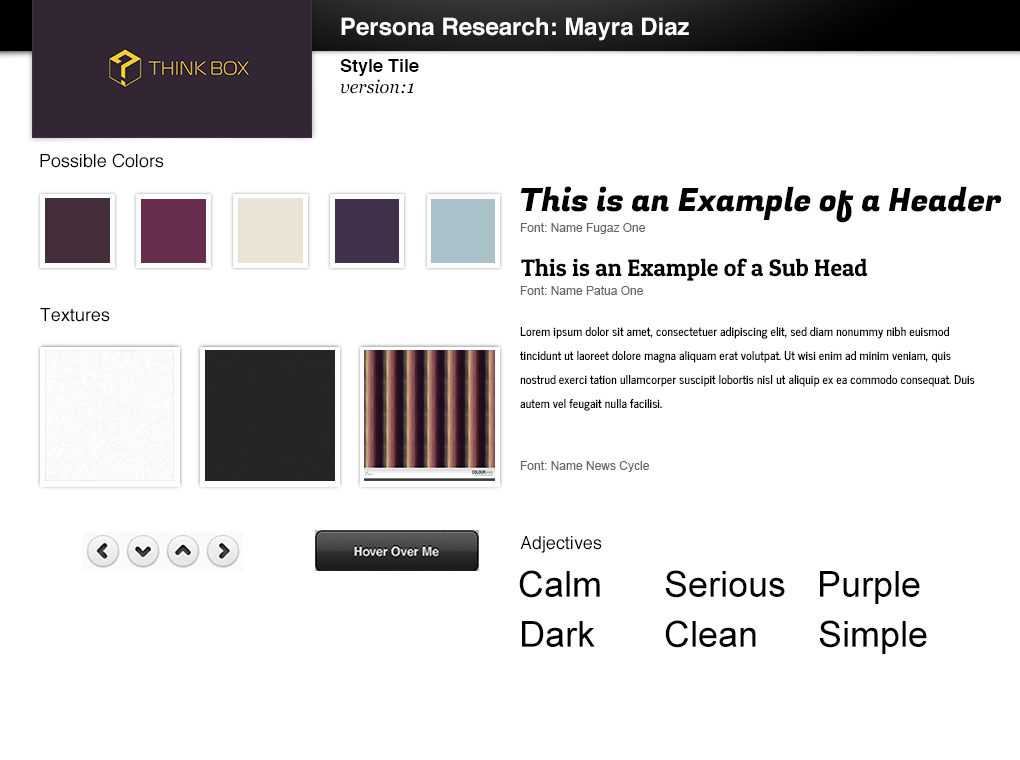 Persona Research: Mayra Diaz
THINK BOX
Style Tile
version:1
Possible Colors
This is an Example of a Header
Font: Name Fugaz One
This is an Example of a Sub Head
Font: Name Patua One
Textures
Lorem ipsum dolor sit amet, consectetuer adipiscing elit, sed diam nonummy nibh euismod
tincidunt ut laoreet dolore magna aliquam erat volutpat. Ut wisi enim ad minim veniam, quis
nostrud exerci tation ullamcorper suscipit lobortis nisl ut aliquip ex ea commodo consequat. Duis
autem vel feugait nulla facilisi.
Font: Name News Cycle
Hover Over Me
Adjectives
Calm Serious Purple
Dark Clean Simple